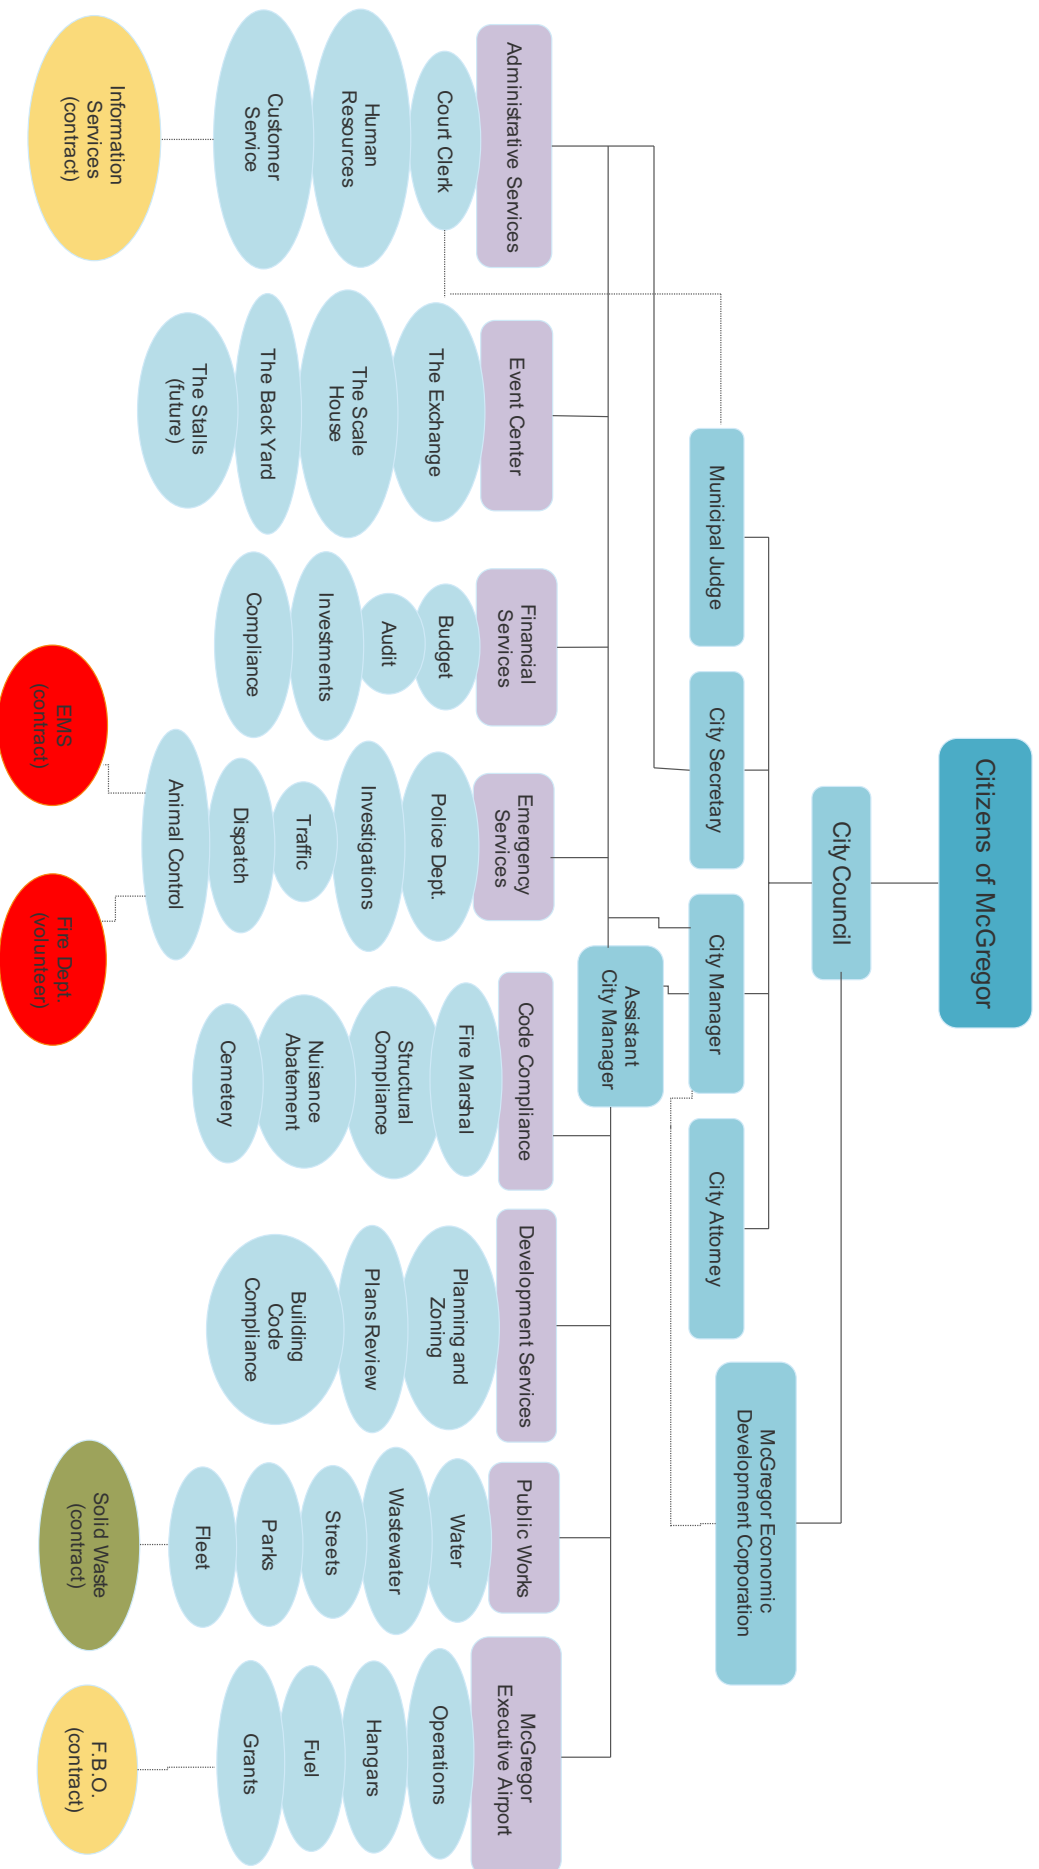 Citizens of McGregor
City Council
McGregor Economic
Development Corporation
Municipal Judge
City Secretary
City Manager
City Attorney
Assistant
City Manager
Administrative Services
Court Clerk
Human
Resources
Customer
Service
Information
Services
(contract)
Event Center
The Exchange
The Scale
House
The Back Yard
The Stalls
(future)
Financial
Services
Budget
Audit
Investments
Compliance
Emergency
Services
Police Dept.
Investigations
Traffic
Dispatch
Animal Control
EMS
(contract)
Fire Dept.
(volunteer)
Code Compliance
Fire Marshal
Structural
Compliance
Nuisance
Abatement
Cemetery
Development Services
Planning and
Zoning
Plans Review
Building
Code
Compliance
Public Works
Water
Wastewater
Streets
Parks
Fleet
Solid Waste
(contract)
McGregor
Executive Airport
Operations
Hangars
Fuel
Grants
F.B.O.
(contract)